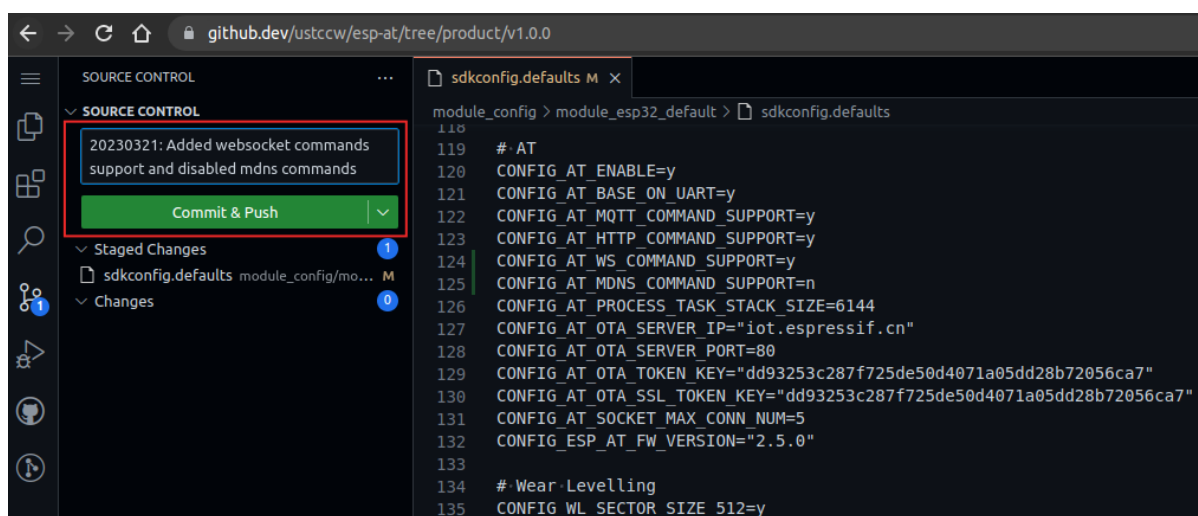 github.dev/ustccw/esp-at/tree/product/v1.0.0
SOURCE CONTROL
SOURCE CONTROL
20230321: Added websocket commands
support and disabled mdns commands
Commit & Push
Staged Changes
1
sdkconfig.defaults module_config/mo... M
Changes
0
1
sdkconfig.defaults M
module_config > module_esp32_default > sdkconfig.defaults
118
119 # AT
120 CONFIG_AT_ENABLE=y
121 CONFIG_AT_BASE_ON_UART=y
122 CONFIG_AT_MQTT_COMMAND_SUPPORT=y
123 CONFIG_AT_HTTP_COMMAND_SUPPORT=y
124 CONFIG_AT_WS_COMMAND_SUPPORT=y
125 CONFIG_AT_MDNS_COMMAND_SUPPORT=n
126 CONFIG_AT_PROCESS_TASK_STACK_SIZE=6144
127 CONFIG_AT_OTA_SERVER_IP="iot.espressif.cn"
128 CONFIG_AT_OTA_SERVER_PORT=80
129 CONFIG_AT_OTA_TOKEN_KEY="dd93253c287f725de50d4071a05dd28b72056ca7"
130 CONFIG_AT_OTA_SSL_TOKEN_KEY="dd93253c287f725de50d4071a05dd28b72056ca7"
131 CONFIG_AT_SOCKET_MAX_CONN_NUM=5
132 CONFIG_ESP_AT_FW_VERSION="2.5.0"
133
134 # Wear Levelling
135 CONFIG_WL_SECTOR_SIZE_512=y